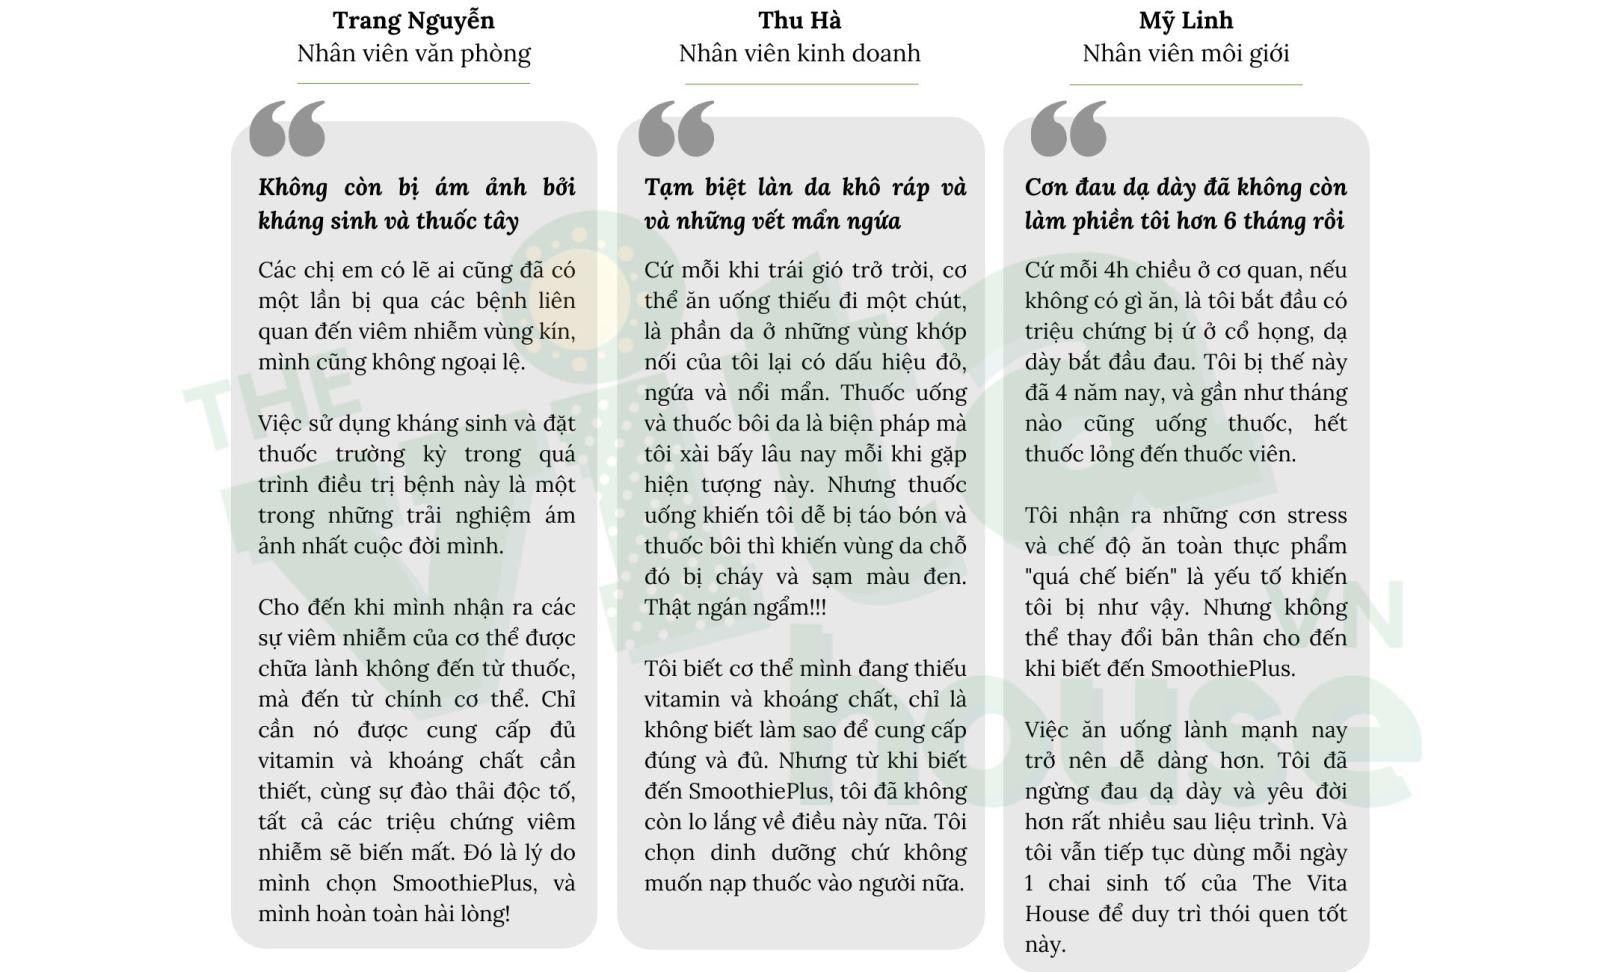 Trang Nguyễn
Nhân viên văn phòng
Không còn bị ám ảnh bởi
kháng sinh và thuốc tây
Các chị em có lẽ ai cũng đã có
một lần bị qua các bệnh liên
quan đến viêm nhiễm vùng kín,
mình cũng không ngoại lệ.
Việc sử dụng kháng sinh và đặt
thuốc trường kỳ trong quá
trình điều trị bệnh này là một
trong những trải nghiệm ám
ảnh nhất cuộc đời mình.
Cho đến khi mình nhận ra các
sự viêm nhiễm của cơ thể được
chữa lành không đến từ thuốc,
mà đến từ chính cơ thể. Chỉ
cần nó được cung cấp đủ
vitamin và khoáng chất cần
thiết, cùng sự đào thải độc tố,
tất cả các triệu chứng viêm
nhiễm sẽ biến mất. Đó là lý do
mình chọn SmoothiePlus, và
mình hoàn toàn hài lòng!
Thu Hà
Nhân viên kinh doanh
Tạm biệt làn da khô ráp và
và những vết mẩn ngứa
Cứ mỗi khi trái gió trở trời, cơ
thể ăn uống thiếu đi một chút,
là phần da ở những vùng khớp
nối của tôi lại có dấu hiệu đỏ,
ngứa và nổi mẩn. Thuốc uống
và thuốc bôi da là biện pháp mà
tôi xài bấy lâu nay mỗi khi gặp
hiện tượng này. Nhưng thuốc
uống khiến tôi dễ bị táo bón và
thuốc bôi thì khiến vùng da chỗ
đó bị cháy và sạm màu đen.
Thật ngán ngẩm!!!
Tôi biết cơ thể mình đang thiếu
vitamin và khoáng chất, chỉ là
không biết làm sao để cung cấp
đúng và đủ. Nhưng từ khi biết
đến SmoothiePlus, tôi đã không
còn lo lắng về điều này nữa. Tôi
chọn dinh dưỡng chứ không
muốn nạp thuốc vào người nữa.
Mỹ Linh
Nhân viên môi giới
Cơn đau dạ dày đã không còn
làm phiền tôi hơn 6 tháng rồi
Cứ mỗi 4h chiều ở cơ quan, nếu
không có gì ăn, là tôi bắt đầu có
triệu chứng bị ứ ở cổ họng, dạ
dày bắt đầu đau. Tôi bị thế này
đã 4 năm nay, và gần như tháng
nào cũng uống thuốc, hết
thuốc lỏng đến thuốc viên.
Tôi nhận ra những cơn stress
và chế độ ăn toàn thực phẩm
"quá chế biến" là yếu tố khiến
tôi bị như vậy. Nhưng không
thể thay đổi bản thân cho đến
khi biết đến SmoothiePlus.
Việc ăn uống lành mạnh nay
trở nên dễ dàng hơn. Tôi đã
ngừng đau dạ dày và yêu đời
hơn rất nhiều sau liệu trình. Và
tôi vẫn tiếp tục dùng mỗi ngày
1 chai sinh tố của The Vita
House để duy trì thói quen tốt
này.
THE
vita
VN
house